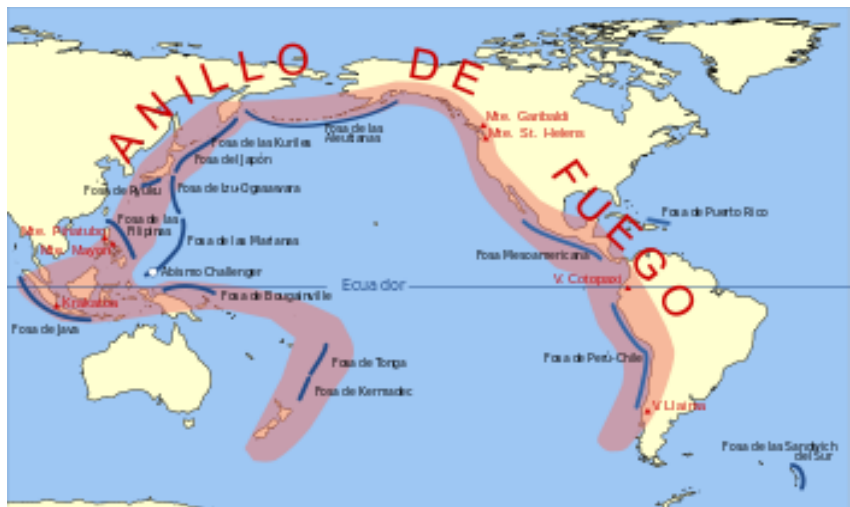 ANILLO DE FUEGO
Mte. Garibaldi
Mte. St. Helens
Fosa de las
Aleutianas
Fosa de las Kuriles
Fosa del Japón
Fosa de Ryuku
Fosa de Izu-Ogasawara
Fosa de Puerto Rico
Fosa de las
Filipinas
Mte. Pinatubo
Mte. Mayon
Fosa de las Marianas
Fosa Mesoamericana
Abismo Challenger
V. Cotopaxi
Ecuador
Fosa de Bougainville
Krakatoa
Fosa de Java
Fosa de Tonga
Fosa de Perú-Chile
Fosa de Kermadec
V. Llaima
Fosa de las Sandwich
del Sur